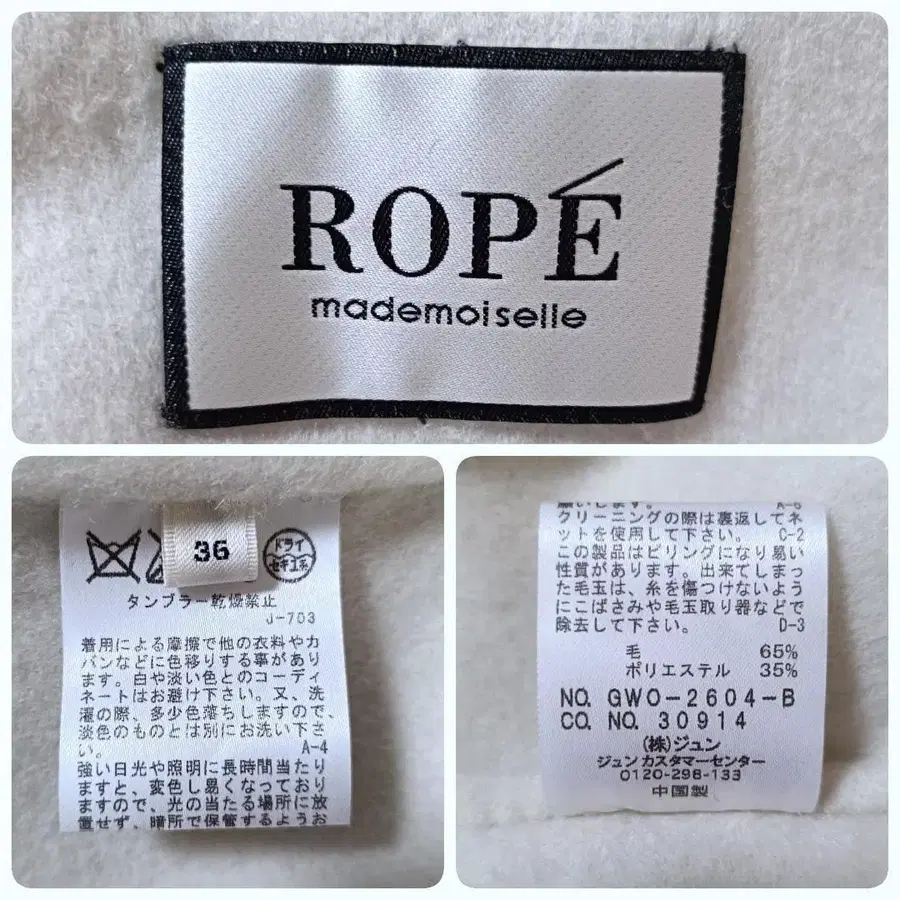 ROPÉ
mademoiselle
36
ドライ
セキユ系
タンブラー乾燥禁止
J-703
着用による摩擦で他の衣料やカ
バンなどに色移りする事があり
ます。白や淡い色とのコーディ
ネートはお避け下さい。又、洗
濯の際、多少色落ちしますので、
淡色のものとは別にお洗い下さ
い。 A-4
強い日光や照明に長時間当たり
ますと、変色し易くなっており
ますので、光の当たる場所に放
置せず、暗所で保管するようお
願いします。 A-6
クリーニングの際は裏返してネ
ットを使用して下さい。 C-2
この製品はピリングになり易い
性質があります。出来てしまっ
た毛玉は、糸を傷つけないよう
にこばさみや毛玉取り器などで
除去して下さい。 D-3
毛 65%
ポリエステル 35%
NO. GWO-2604-B
CO. NO. 30914
(株)ジュン
ジュン カスタマーセンター
0120-298-133
中国製